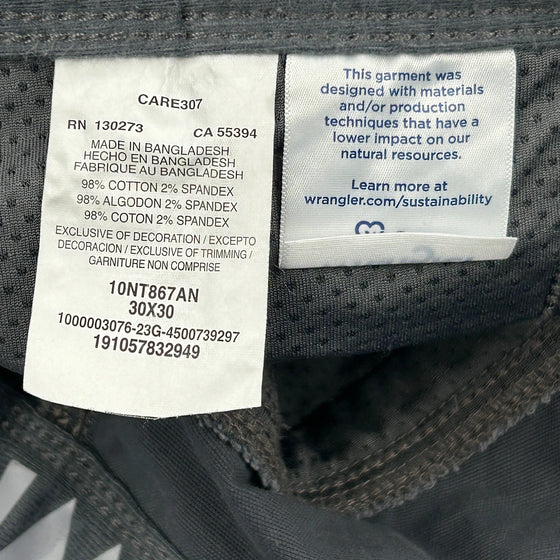 CARE307
RN 130273 CA 55394
MADE IN BANGLADESH
HECHO EN BANGLADESH
FABRIQUE AU BANGLADESH
98% COTTON 2% SPANDEX
98% ALGODON 2% SPANDEX
98% COTON 2% SPANDEX
EXCLUSIVE OF DECORATION / EXCEPTO
DECORACION / EXCLUSIVE OF TRIMMING /
GARNITURE NON COMPRISE
10NT867AN
30X30
1000003076-23G-4500739297
191057832949
This garment was
designed with materials
and/or production
techniques that have a
lower impact on our
natural resources.
Learn more at
wrangler.com/sustainability